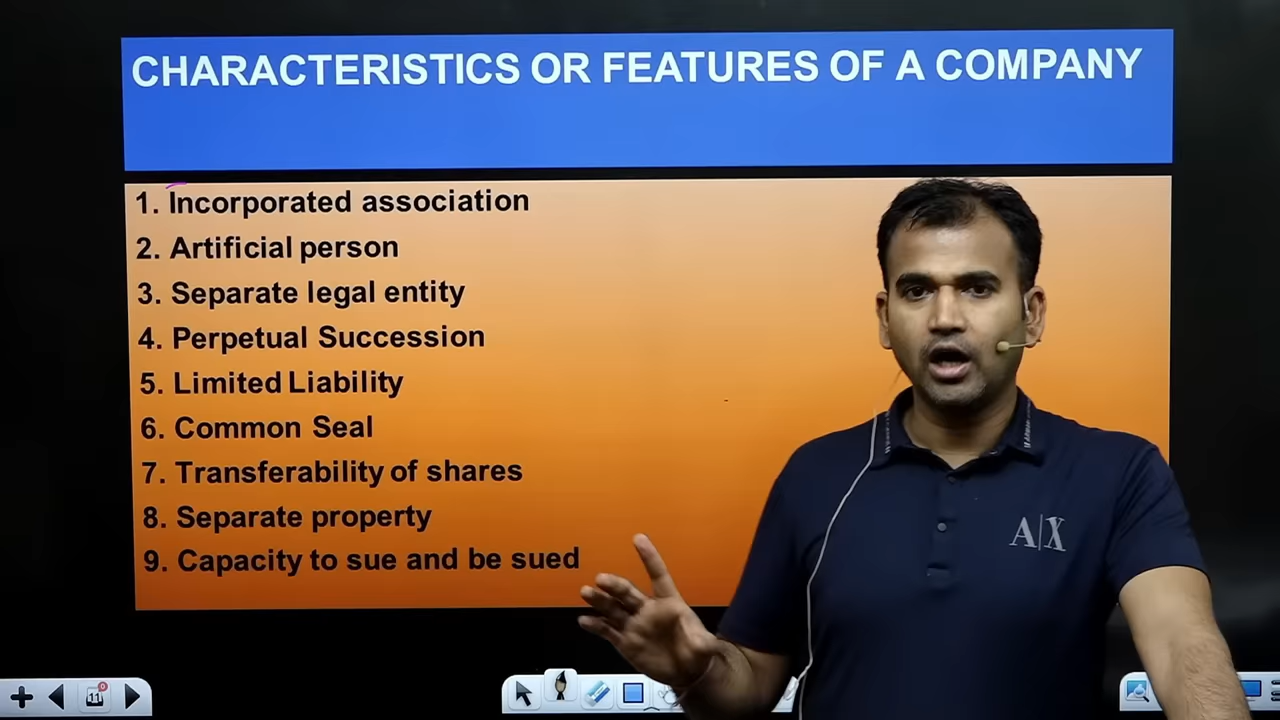 CHARACTERISTICS OR FEATURES OF A COMPANY
1. Incorporated association
2. Artificial person
3. Separate legal entity
4. Perpetual Succession
5. Limited Liability
6. Common Seal
7. Transferability of shares
8. Separate property
9. Capacity to sue and be sued
A|X
11